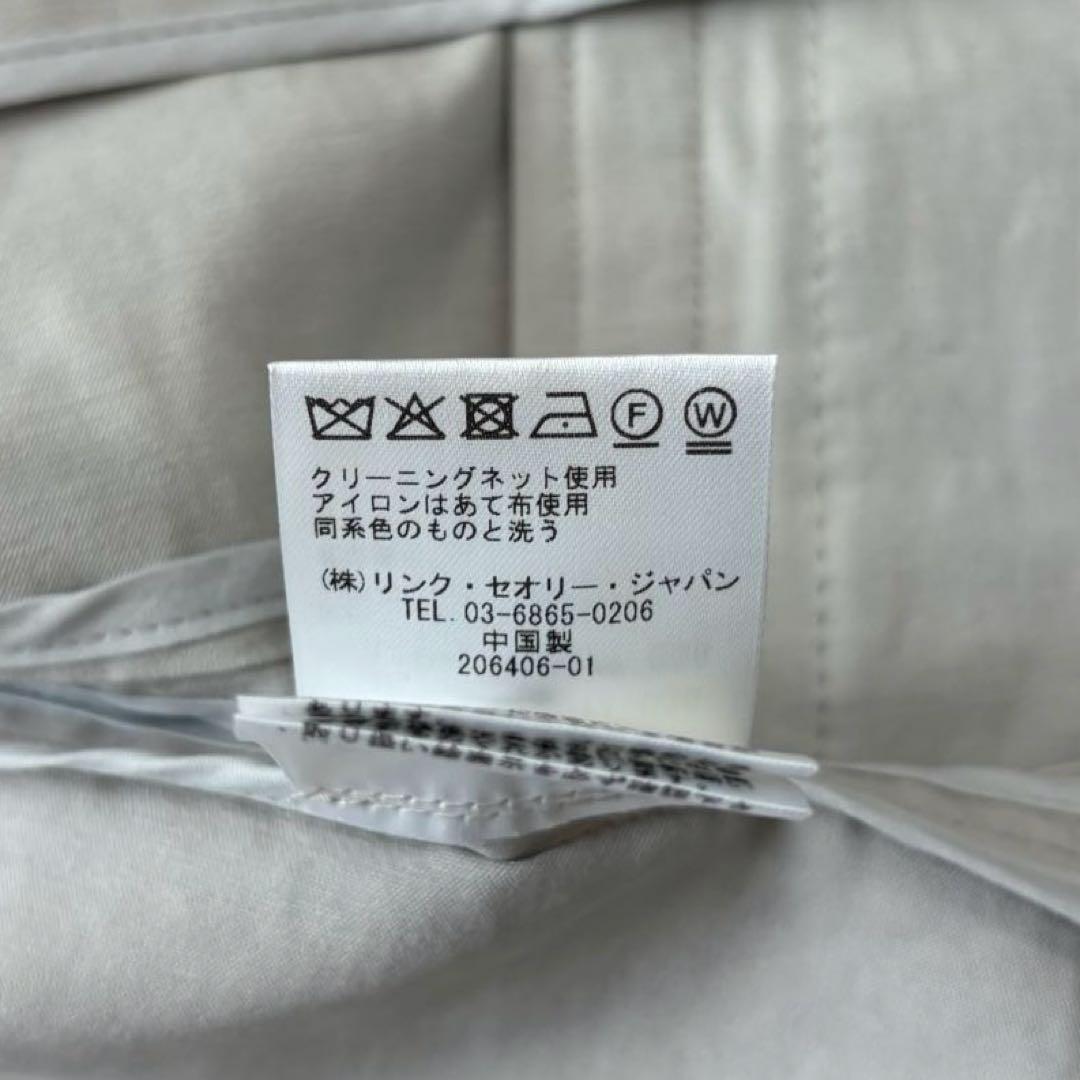 F W
クリーニングネット使用
アイロンはあて布使用
同系色のものと洗う
(株)リンク・セオリー・ジャパン
TEL. 03-6865-0206
中国製
206406-01